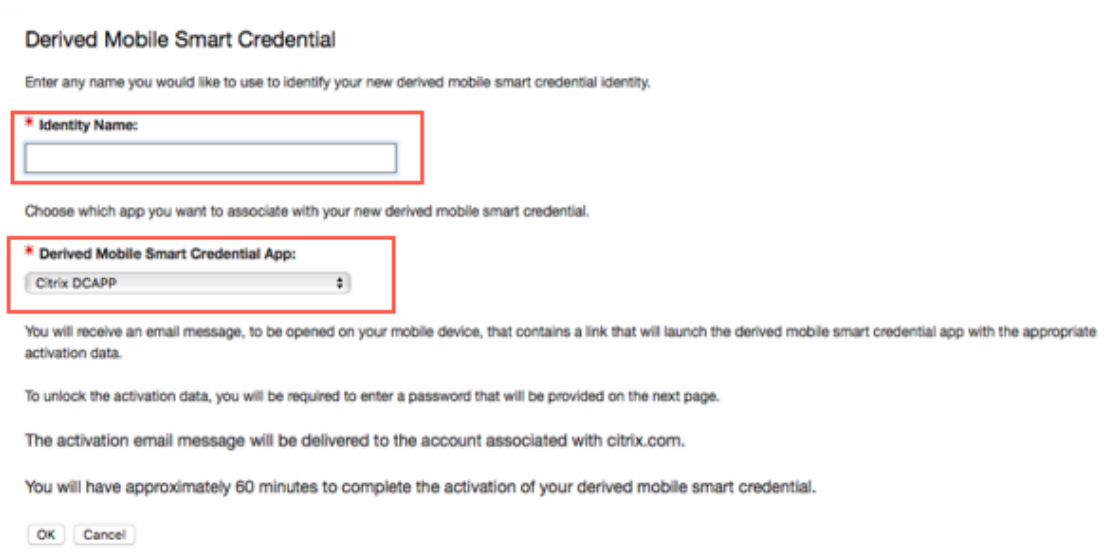 Derived Mobile Smart Credential
Enter any name you would like to use to identify your new derived mobile smart credential identity.
* Identity Name:
Choose which app you want to associate with your new derived mobile smart credential.
* Derived Mobile Smart Credential App:
Citrix DCAPP
You will receive an email message, to be opened on your mobile device, that contains a link that will launch the derived mobile smart credential app with the appropriate
activation data.
To unlock the activation data, you will be required to enter a password that will be provided on the next page.
The activation email message will be delivered to the account associated with citrix.com.
You will have approximately 60 minutes to complete the activation of your derived mobile smart credential.
OK Cancel